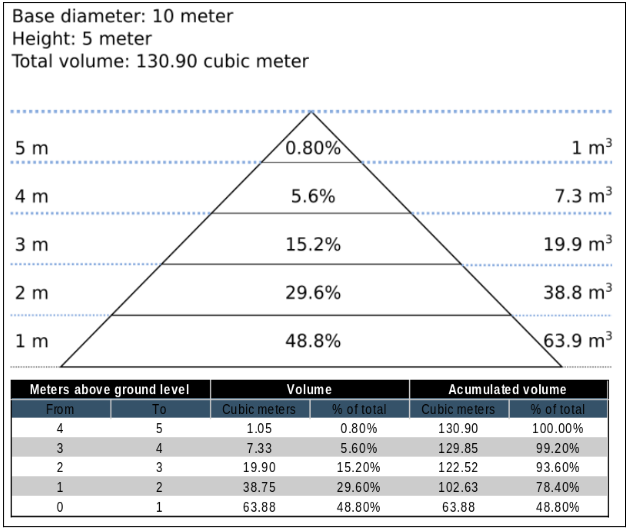 Base diameter: 10 meter
Height: 5 meter
Total volume: 130.90 cubic meter
5 m 0.80% 1 m³
4 m 5.6% 7.3 m³
3 m 15.2% 19.9 m³
2 m 29.6% 38.8 m³
1 m 48.8% 63.9 m³
Meters above ground level Volume Acumulated volume
From To Cubic meters % of total Cubic meters % of total
4 5 1.05 0.80% 130.90 100.00%
3 4 7.33 5.60% 129.85 99.20%
2 3 19.90 15.20% 122.52 93.60%
1 2 38.75 29.60% 102.63 78.40%
0 1 63.88 48.80% 63.88 48.80%